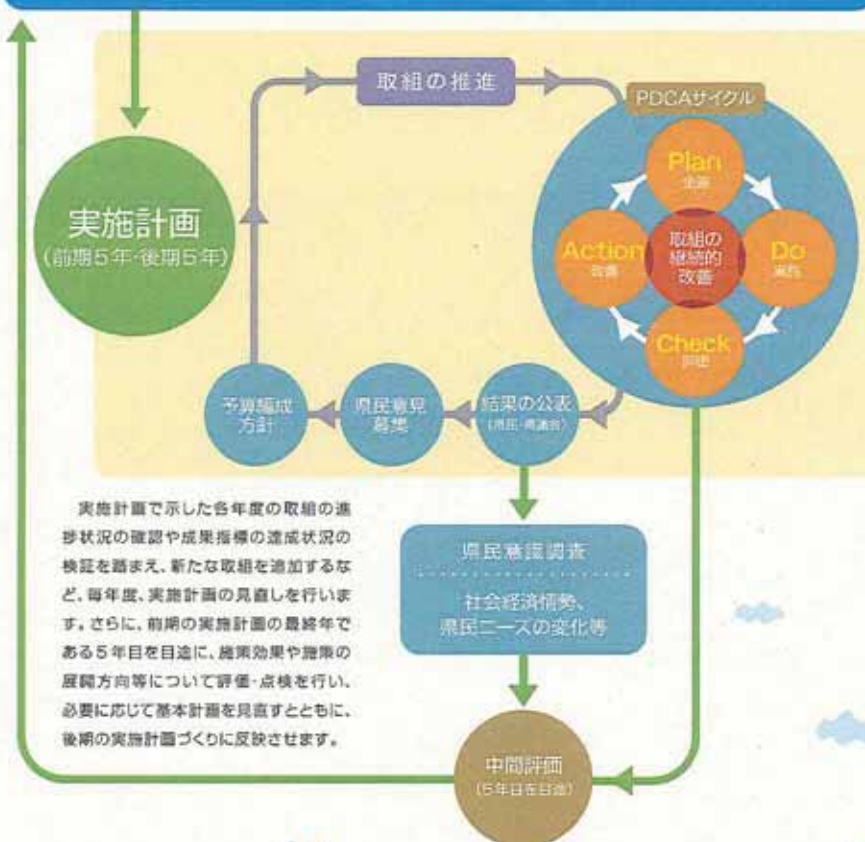 取組の推進
PDCAサイクル
実施計画
(前期5年・後期5年)
Plan
企画
Action
改善
取組の
継続的
改善
Do
実施
Check
評価
予算編成
方針
県民意見
募集
結果の公表
(県民・県議会)
実施計画で示した各年度の取組の進
捗状況の確認や成果指標の達成状況の
検証を踏まえ、新たな取組を追加するな
ど、毎年度、実施計画の見直しを行いま
す。さらに、前期の実施計画の最終年で
ある5年目を目途に、施策効果や施策の
展開方向等について評価・点検を行い、
必要に応じて基本計画を見直すとともに、
後期の実施計画づくりに反映させます。
県民意識調査
社会経済情勢、
県民ニーズの変化等
中間評価
(5年目を目途)